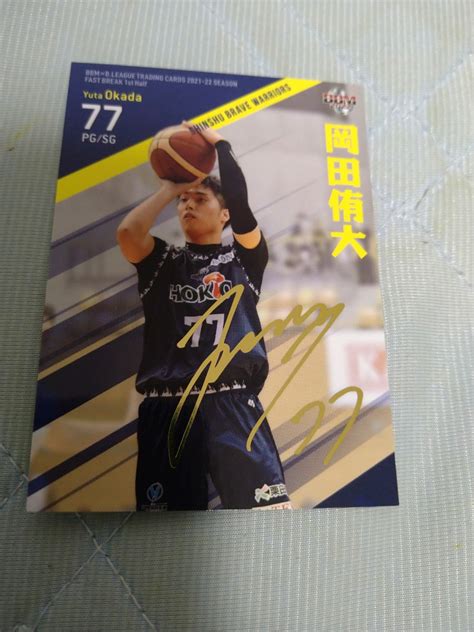 BBM×B.LEAGUE TRADING CARDS 2021-22 SEASON
FAST BREAK 1st Half
Yuta Okada
77
PG/SG
SHINSHU BRAVE WARRIORS
BBM
岡田侑大
HOKTO
77
77